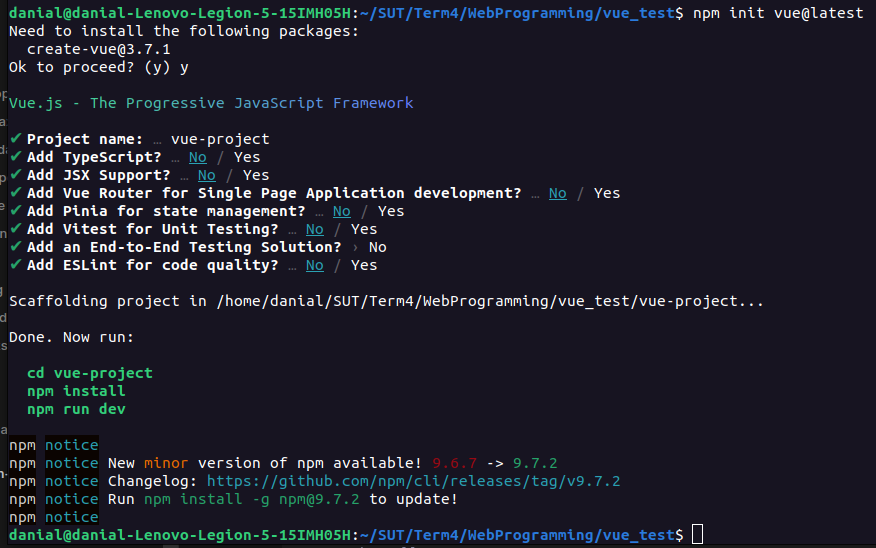 danial@danial-Lenovo-Legion-5-15IMH05H:~/SUT/Term4/WebProgramming/vue_test$ npm init vue@latest
Need to install the following packages:
  create-vue@3.7.1
Ok to proceed? (y) y

Vue.js - The Progressive JavaScript Framework

✔ Project name: … vue-project
✔ Add TypeScript? … No / Yes
✔ Add JSX Support? … No / Yes
✔ Add Vue Router for Single Page Application development? … No / Yes
✔ Add Pinia for state management? … No / Yes
✔ Add Vitest for Unit Testing? … No / Yes
✔ Add an End-to-End Testing Solution? › No
✔ Add ESLint for code quality? … No / Yes

Scaffolding project in /home/danial/SUT/Term4/WebProgramming/vue_test/vue-project...

Done. Now run:

  cd vue-project
  npm install
  npm run dev

npm notice
npm notice New minor version of npm available! 9.6.7 -> 9.7.2
npm notice Changelog: https://github.com/npm/cli/releases/tag/v9.7.2
npm notice Run npm install -g npm@9.7.2 to update!
npm notice
danial@danial-Lenovo-Legion-5-15IMH05H:~/SUT/Term4/WebProgramming/vue_test$